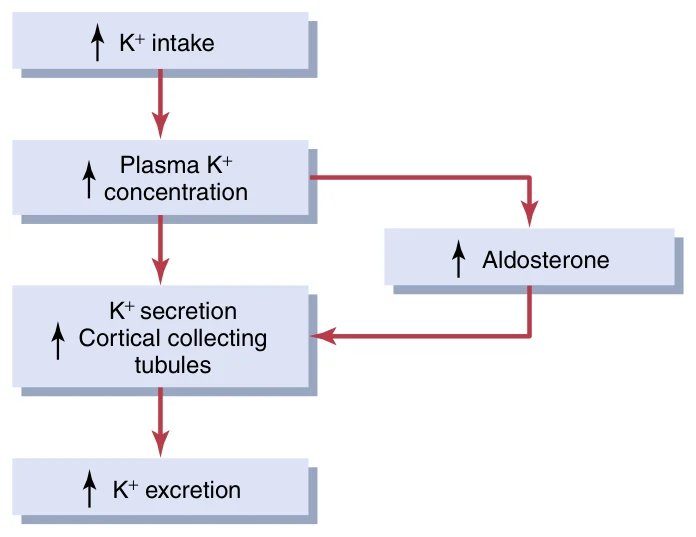 ↑ K⁺ intake
Plasma K⁺
↑ concentration
↑ Aldosterone
K⁺ secretion
↑ Cortical collecting
tubules
↑ K⁺ excretion